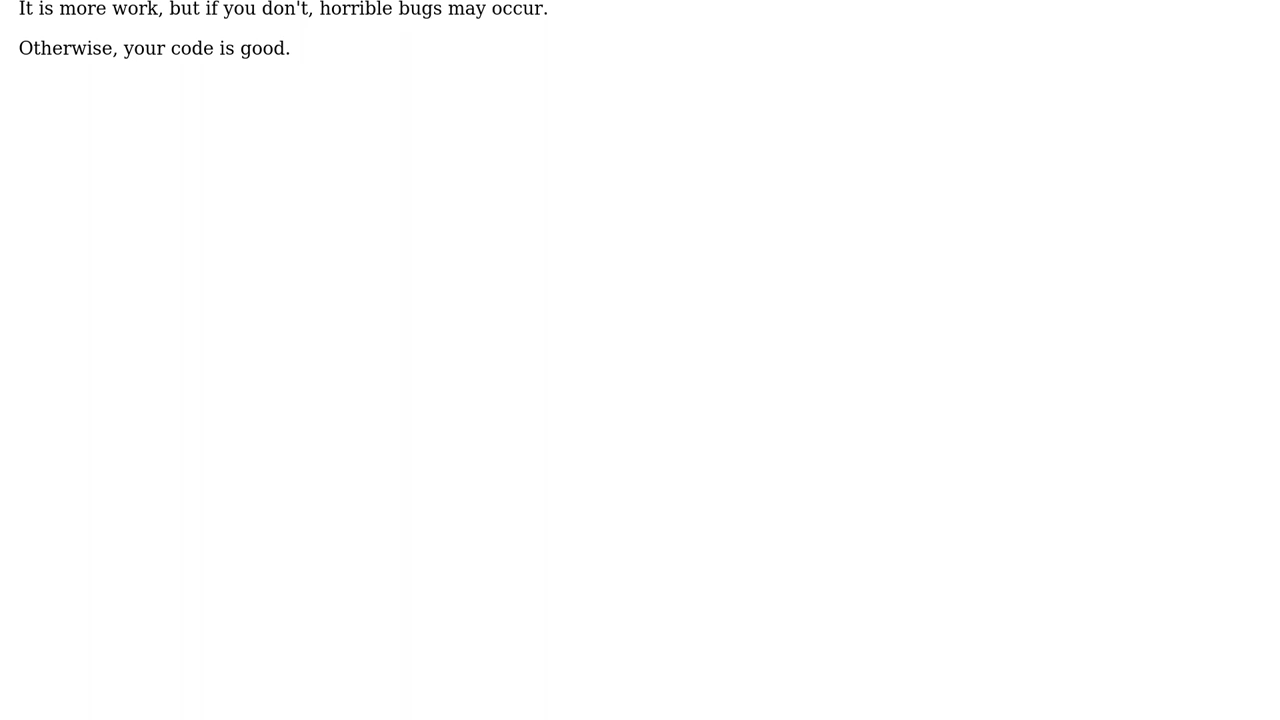 It is more work, but if you don't, horrible bugs may occur.
Otherwise, your code is good.